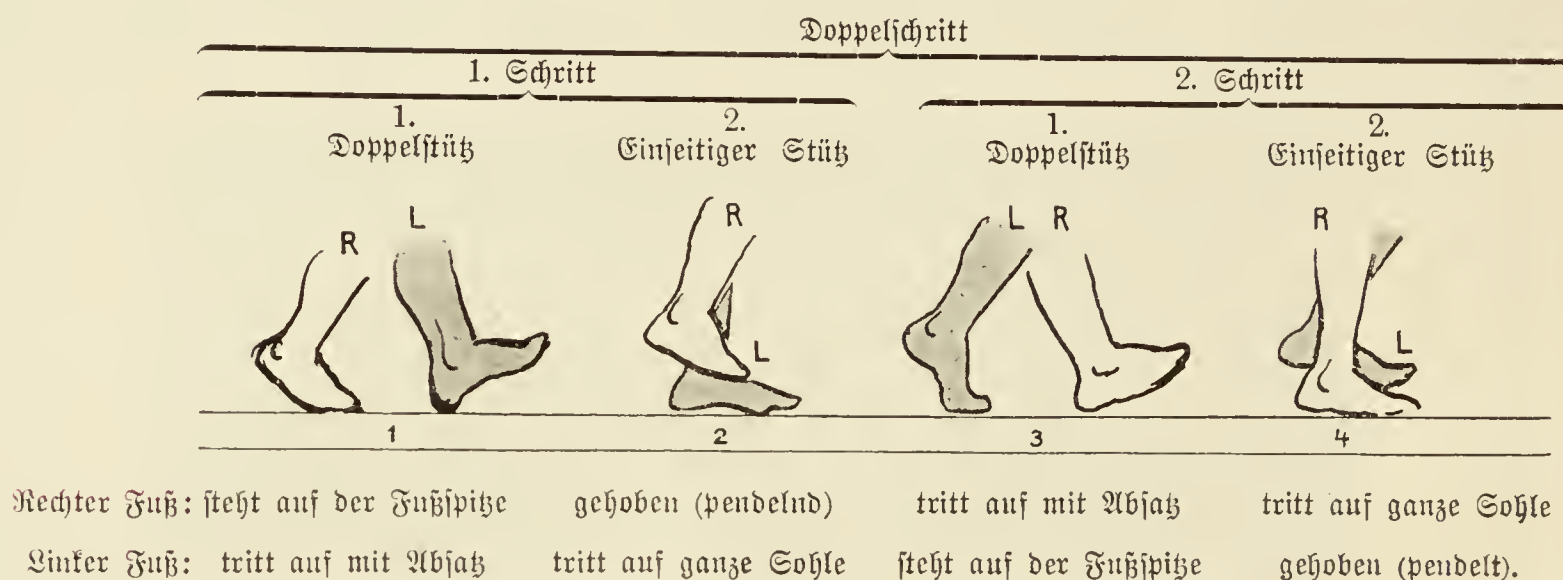 Doppelſchritt
1. Schritt 2. Schritt
1. 2. 1. 2.
Doppelſtütz Einſeitiger Stütz Doppelſtütz Einſeitiger Stütz
R L R L L R R L
1 2 3 4
Rechter Fuß: ſteht auf der Fußſpitze gehoben (pendelnd) tritt auf mit Abſatz tritt auf ganze Sohle
Linker Fuß: tritt auf mit Abſatz tritt auf ganze Sohle ſteht auf der Fußſpitze gehoben (pendelt).